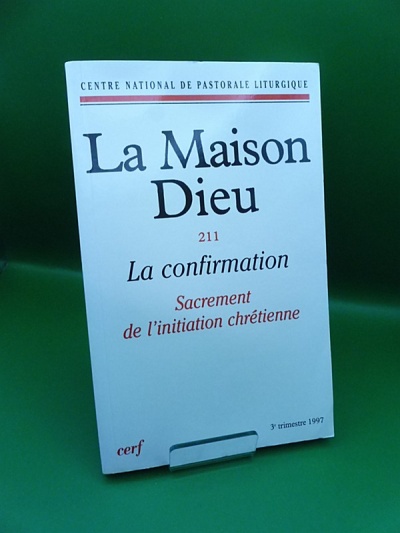 CENTRE NATIONAL DE PASTORALE LITURGIQUE
La Maison
Dieu
211
La confirmation
Sacrement
de l'initiation chrétienne
3e trimestre 1997
cerf